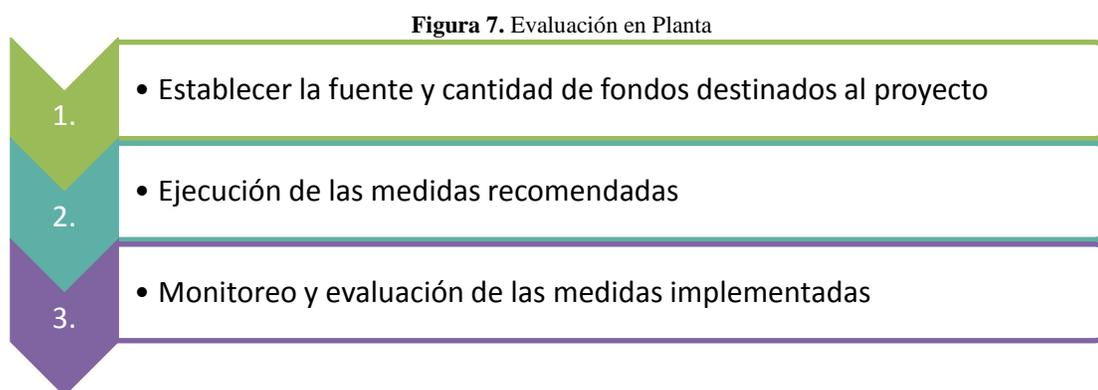 Figura 7. Evaluación en Planta
1.
• Establecer la fuente y cantidad de fondos destinados al proyecto
2.
• Ejecución de las medidas recomendadas
3.
• Monitoreo y evaluación de las medidas implementadas